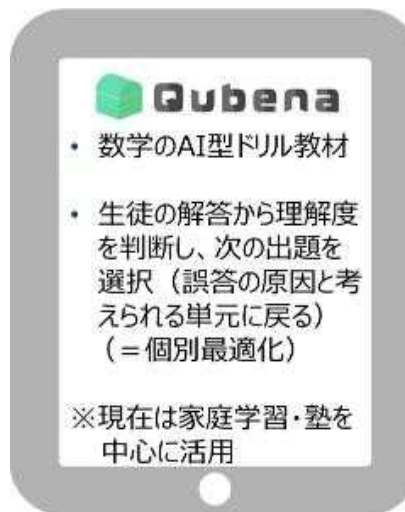 Qubena
• 数学のAI型ドリル教材
• 生徒の解答から理解度
を判断し、次の出題を
選択（誤答の原因と考
えられる単元に戻る）
（＝個別最適化）
※現在は家庭学習・塾を
中心に活用